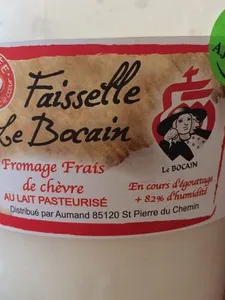 Faisselle
Le Bocain
Fromage Frais
de chèvre
AU LAIT PASTEURISÉ
Le BOCAIN
En cours d'égouttage
+ 82% d'humidité
Distribué par Aumand 85120 St Pierre du Chemin